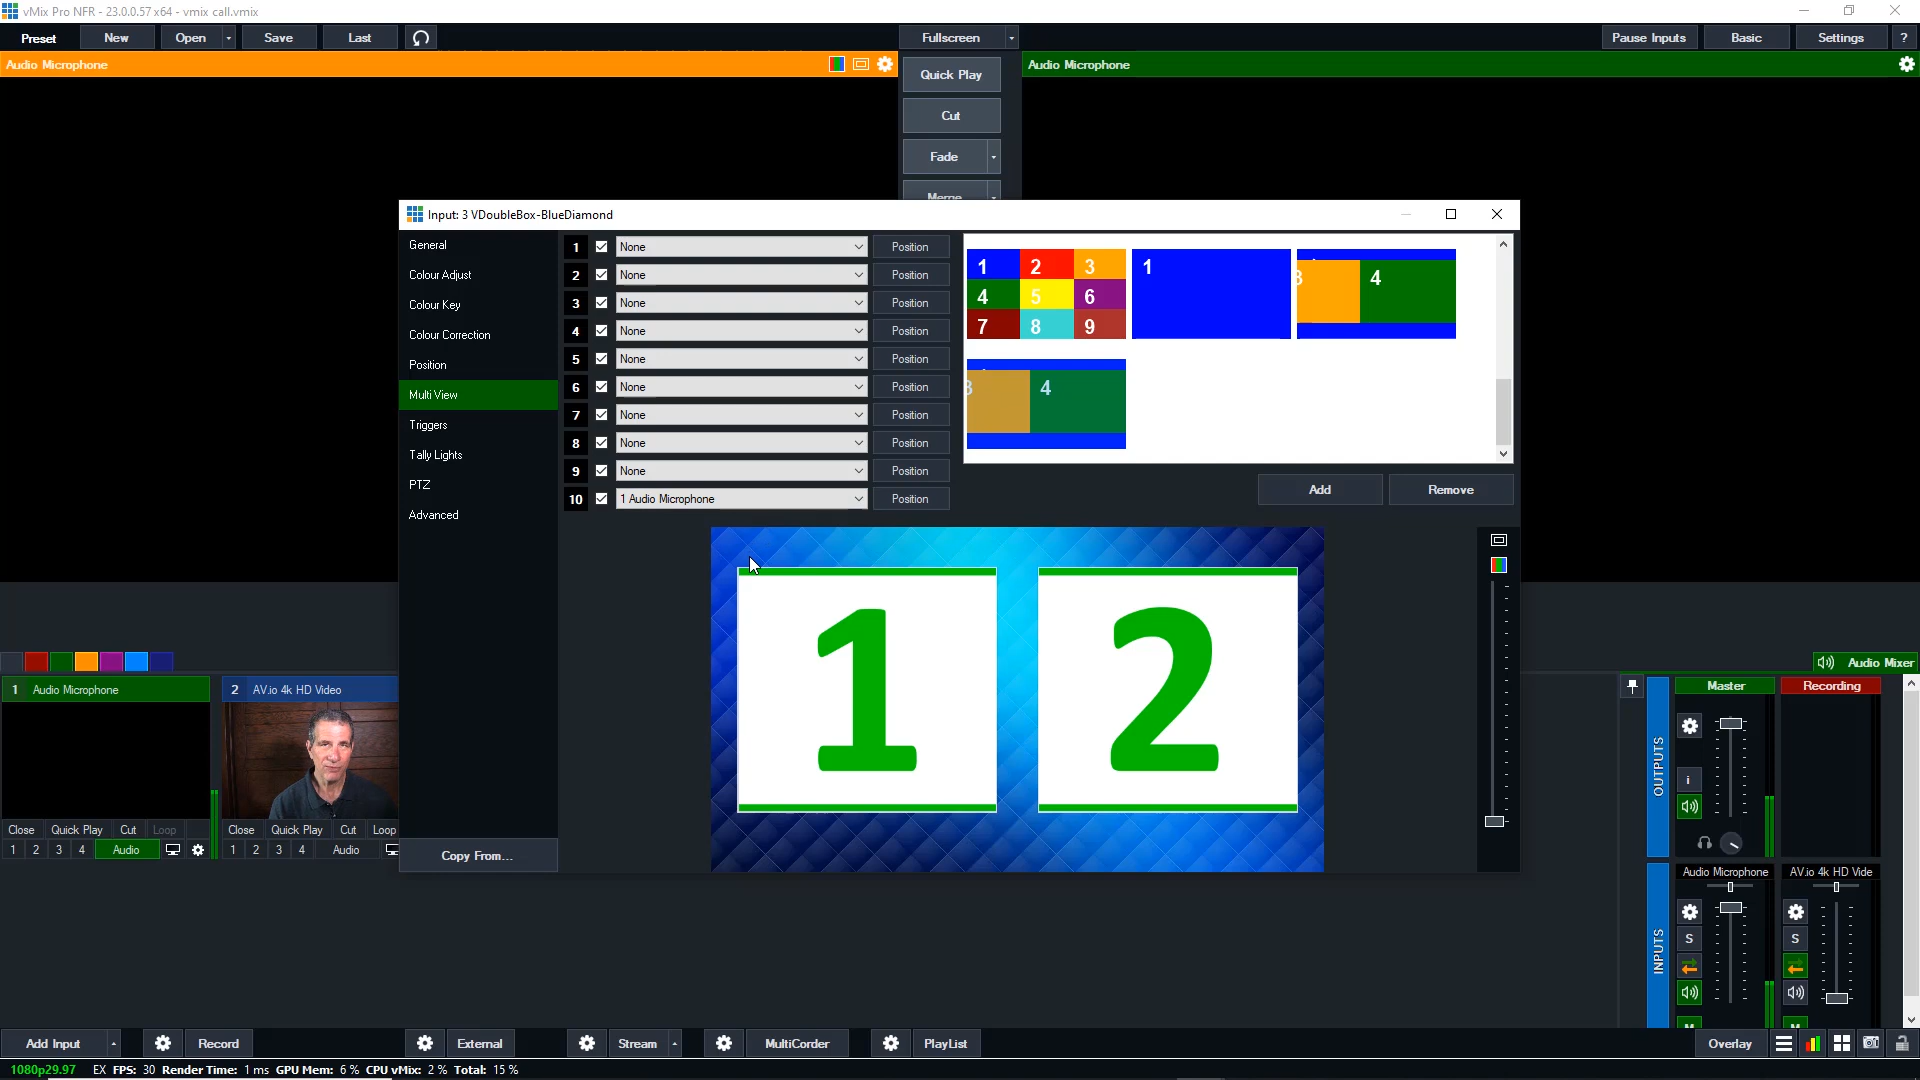 vMix Pro NFR - 23.0.0.57 x64 - vmix call.vmix
Preset New Open Save Last Fullscreen Pause Inputs Basic Settings ?
Audio Microphone
Audio Microphone
Quick Play
Cut
Fade
Merge
Input: 3 VDoubleBox-BlueDiamond
General
Colour Adjust
Colour Key
Colour Correction
Position
Multi View
Triggers
Tally Lights
PTZ
Advanced
Copy From...
1 None Position
2 None Position
3 None Position
4 None Position
5 None Position
6 None Position
7 None Position
8 None Position
9 None Position
10 1 Audio Microphone Position
1 2 3
4 5 6
7 8 9
1
3 4
3 4
Add Remove
1 2
1 Audio Microphone
Close Quick Play Cut Loop
1 2 3 4 Audio
2 AV.io 4k HD Video
Close Quick Play Cut Loop
1 2 3 4 Audio
Audio Mixer
OUTPUTS
Master Recording
i
INPUTS
Audio Microphone AV.io 4k HD Vide
S S
M M
Add Input Record External Stream MultiCorder PlayList Overlay
1080p29.97 EX FPS: 30 Render Time: 1 ms GPU Mem: 6 % CPU vMix: 2 % Total: 15 %